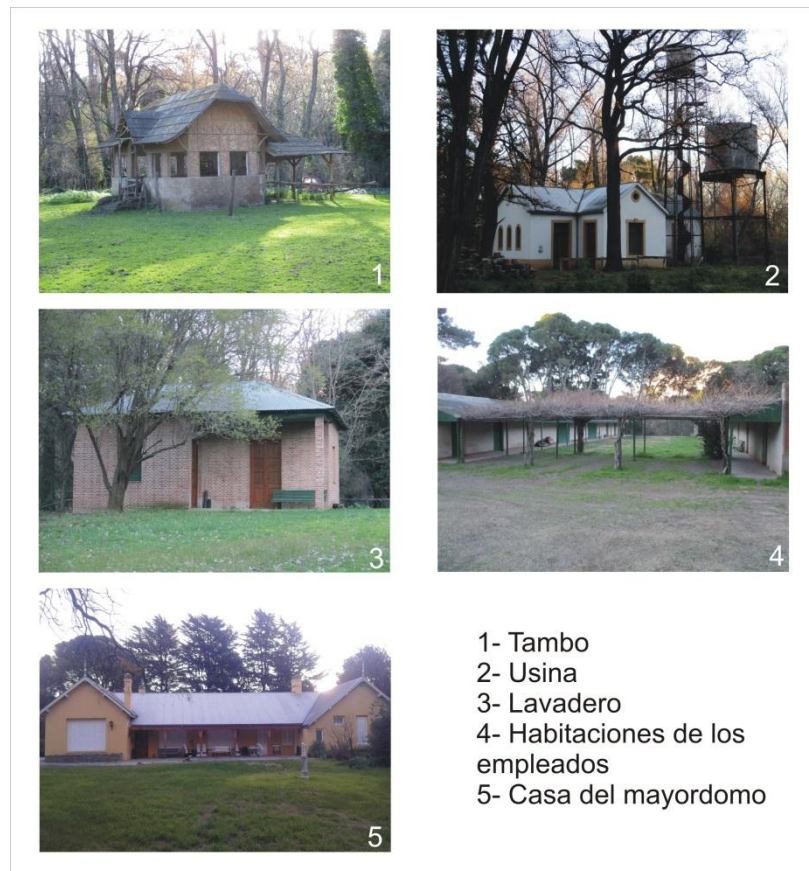 1
2
3
4
5
1- Tambo
2- Usina
3- Lavadero
4- Habitaciones de los
empleados
5- Casa del mayordomo